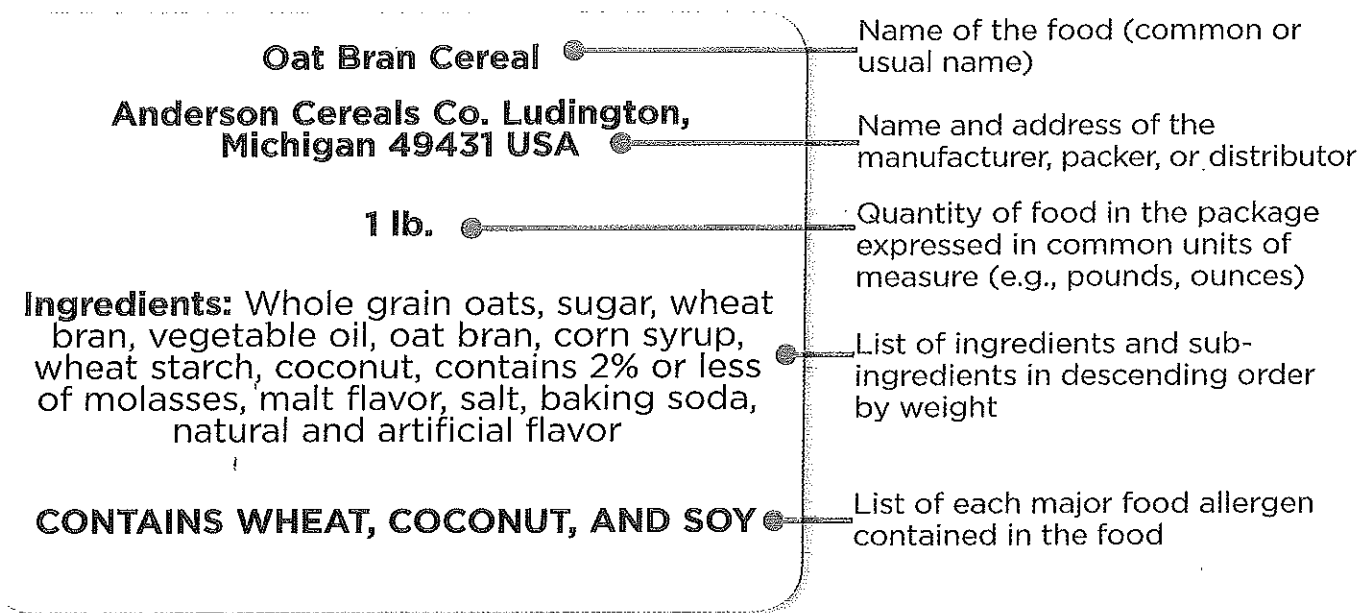 Oat Bran Cereal
Name of the food (common or
usual name)
Anderson Cereals Co. Ludington,
Michigan 49431 USA
Name and address of the
manufacturer, packer, or distributor
1 lb.
Quantity of food in the package
expressed in common units of
measure (e.g., pounds, ounces)
Ingredients: Whole grain oats, sugar, wheat
bran, vegetable oil, oat bran, corn syrup,
wheat starch, coconut, contains 2% or less
of molasses, malt flavor, salt, baking soda,
natural and artificial flavor
List of ingredients and sub-
ingredients in descending order
by weight
CONTAINS WHEAT, COCONUT, AND SOY
List of each major food allergen
contained in the food